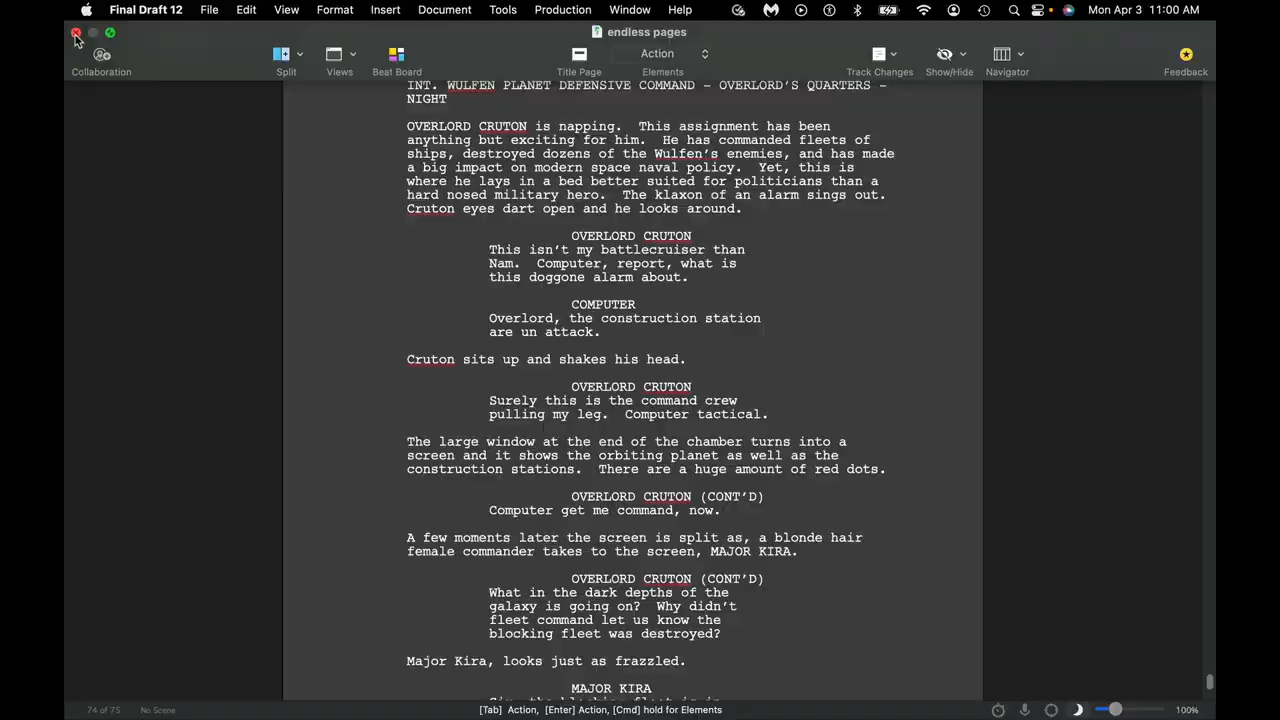 Final Draft 12 File Edit View Format Insert Document Tools Production Window Help Mon Apr 3 11:00 AM
endless pages
Action
Collaboration Split Views Beat Board Title Page Elements Track Changes Show/Hide Navigator Feedback
INT. WULFEN PLANET DEFENSIVE COMMAND – OVERLORD'S QUARTERS –
NIGHT
OVERLORD CRUTON is napping. This assignment has been
anything but exciting for him. He has commanded fleets of
ships, destroyed dozens of the Wulfen's enemies, and has made
a big impact on modern space naval policy. Yet, this is
where he lays in a bed better suited for politicians than a
hard nosed military hero. The klaxon of an alarm sings out.
Cruton eyes dart open and he looks around.
OVERLORD CRUTON
This isn't my battlecruiser than
Nam. Computer, report, what is
this doggone alarm about.
COMPUTER
Overlord, the construction station
are un attack.
Cruton sits up and shakes his head.
OVERLORD CRUTON
Surely this is the command crew
pulling my leg. Computer tactical.
The large window at the end of the chamber turns into a
screen and it shows the orbiting planet as well as the
construction stations. There are a huge amount of red dots.
OVERLORD CRUTON (CONT'D)
Computer get me command, now.
A few moments later the screen is split as, a blonde hair
female commander takes to the screen, MAJOR KIRA.
OVERLORD CRUTON (CONT'D)
What in the dark depths of the
galaxy is going on? Why didn't
fleet command let us know the
blocking fleet was destroyed?
Major Kira, looks just as frazzled.
MAJOR KIRA
74 of 75 No Scene [Tab] Action, [Enter] Action, [Cmd] hold for Elements 100%